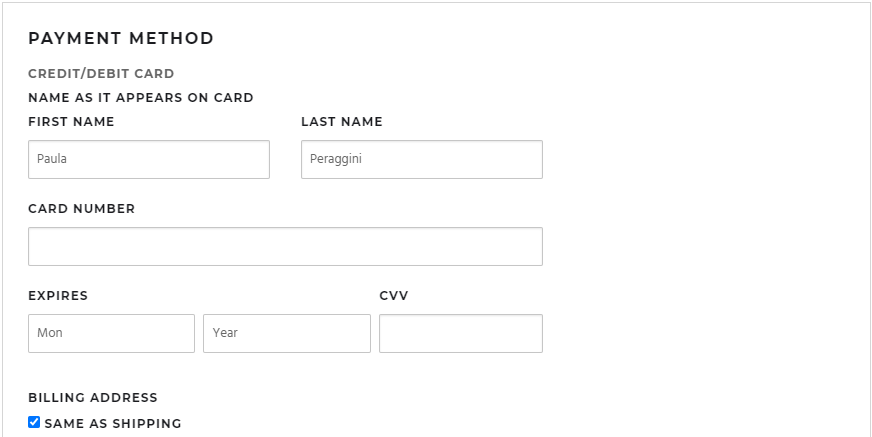 PAYMENT METHOD
CREDIT/DEBIT CARD
NAME AS IT APPEARS ON CARD
FIRST NAME LAST NAME
Paula Peraggini
CARD NUMBER
EXPIRES CVV
Mon Year
BILLING ADDRESS
SAME AS SHIPPING